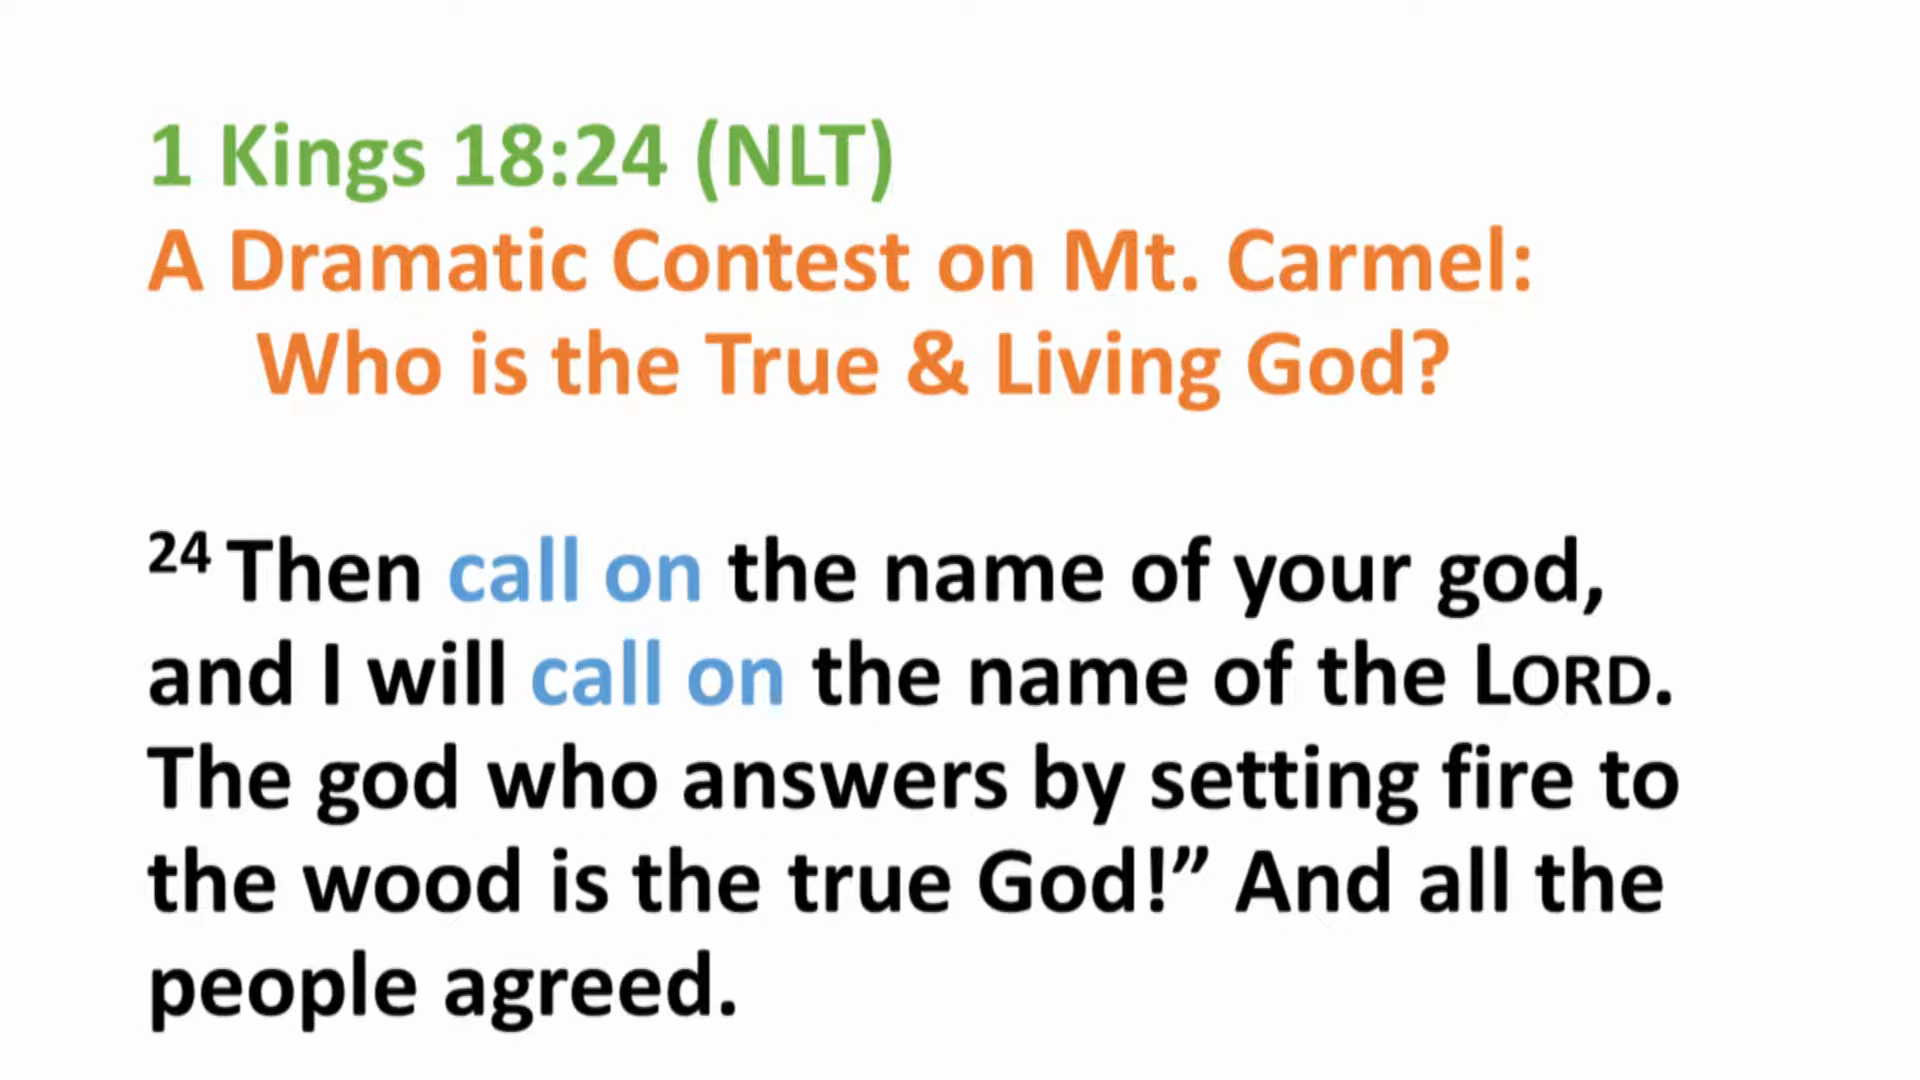 1 Kings 18:24 (NLT)
A Dramatic Contest on Mt. Carmel:
Who is the True & Living God?
24 Then call on the name of your god,
and I will call on the name of the LORD.
The god who answers by setting fire to
the wood is the true God!” And all the
people agreed.